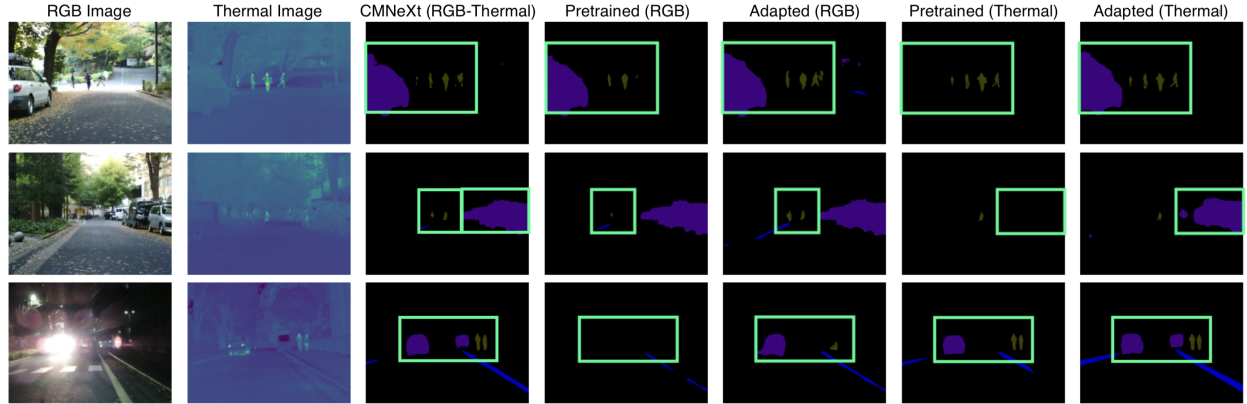 RGB Image
Thermal Image
CMNeXt (RGB-Thermal)
Pretrained (RGB)
Adapted (RGB)
Pretrained (Thermal)
Adapted (Thermal)